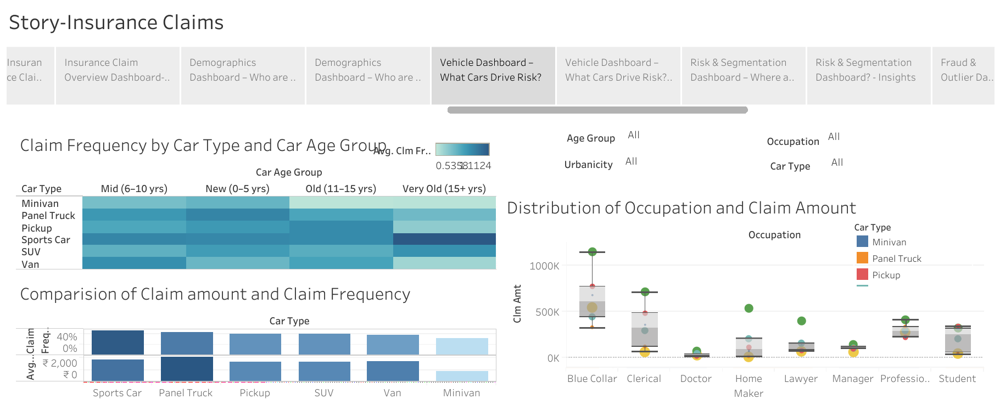 Story-Insurance Claims
Insuran
ce Clai..
Insurance Claim
Overview Dashboard-..
Demographics
Dashboard – Who are ..
Demographics
Dashboard – Who are ..
Vehicle Dashboard –
What Cars Drive Risk?
Vehicle Dashboard –
What Cars Drive Risk?..
Risk & Segmentation
Dashboard – Where a..
Risk & Segmentation
Dashboard? - Insights
Fraud &
Outlier Da..
Claim Frequency by Car Type and Car Age Group
Avg. Clm Fr..
0.5358
1.1124
Car Age Group
Car Type
Mid (6–10 yrs)
New (0–5 yrs)
Old (11–15 yrs)
Very Old (15+ yrs)
Minivan
Panel Truck
Pickup
Sports Car
SUV
Van
Comparision of Claim amount and Claim Frequency
Car Type
Claim
Freq..
40%
0%
Avg...
₹ 2,000
₹ 0
Sports Car
Panel Truck
Pickup
SUV
Van
Minivan
Age Group
All
Occupation
All
Urbanicity
All
Car Type
All
Distribution of Occupation and Claim Amount
Occupation
Car Type
Minivan
Panel Truck
Pickup
Clm Amt
1000K
500K
0K
Blue Collar
Clerical
Doctor
Home
Maker
Lawyer
Manager
Professio..
Student